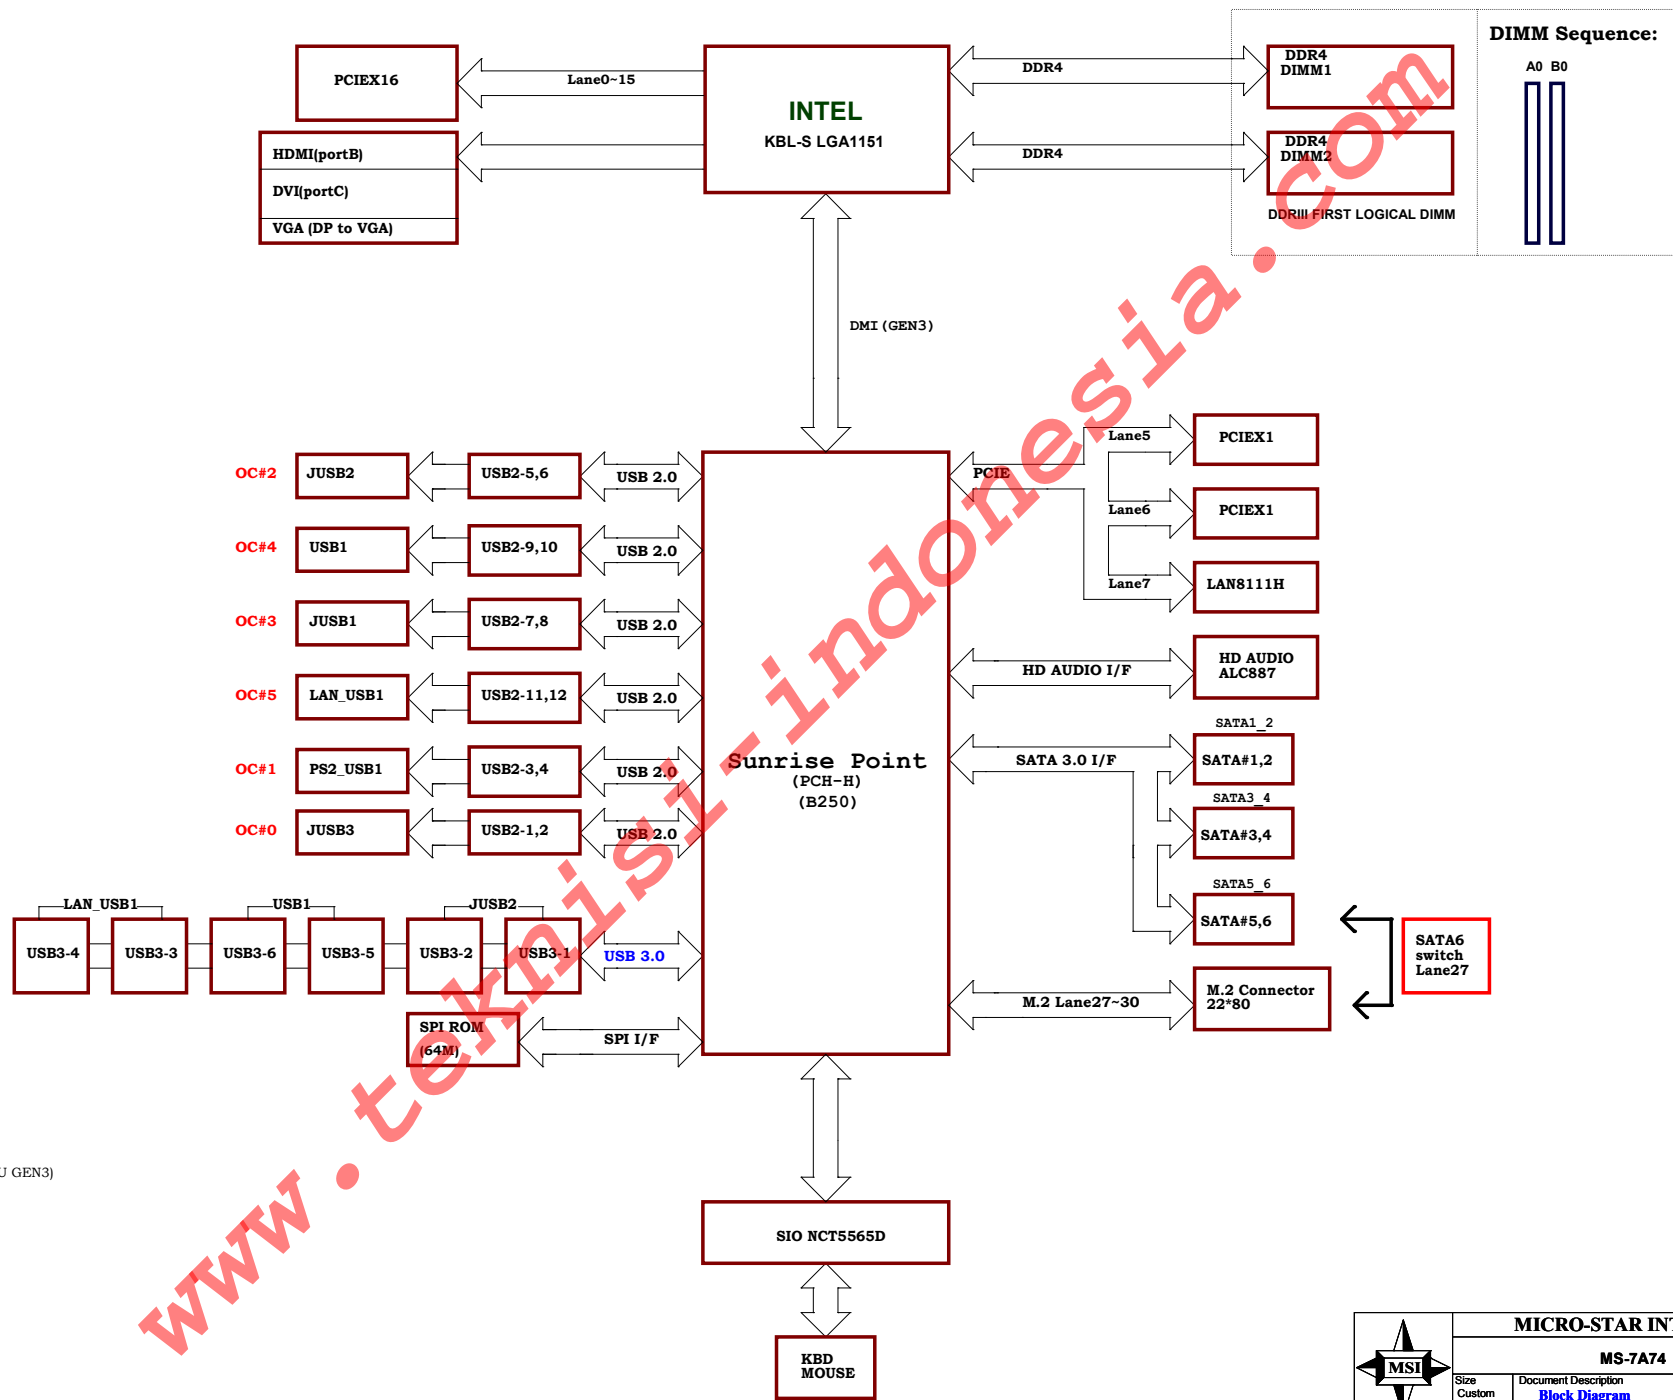 DIMM Sequence:
A0 B0
PCIEX16
Lane0~15
INTEL
KBL-S LGA1151
DDR4
DDR4
DIMM1
HDMI(portB)
DVI(portC)
VGA (DP to VGA)
DDR4
DDR4
DIMM2
DDRIII FIRST LOGICAL DIMM
DMI(GEN3)
OC#2
JUSB2
USB2-5,6
USB 2.0
OC#4
USB1
USB2-9,10
USB 2.0
OC#3
JUSB1
USB2-7,8
USB 2.0
OC#5
LAN_USB1
USB2-11,12
USB 2.0
OC#1
PS2_USB1
USB2-3,4
USB 2.0
OC#0
JUSB3
USB2-1,2
USB 2.0
Sunrise Point
(PCH-H)
(B250)
PCIE
Lane5
PCIEX1
Lane6
PCIEX1
Lane7
LAN8111H
HD AUDIO I/F
HD AUDIO
ALC887
SATA 3.0 I/F
SATA1_2
SATA#1,2
SATA3_4
SATA#3,4
SATA5_6
SATA#5,6
SATA6
switch
Lane27
M.2 Lane27~30
M.2 Connector
22*80
LAN_USB1
USB1
JUSB2
USB3-4
USB3-3
USB3-6
USB3-5
USB3-2
USB3-1
USB 3.0
SPI ROM
(64M)
SPI I/F
U GEN3)
SIO NCT5565D
KBD
MOUSE
www.teknisi-indonesia.com
MSI
MICRO-STAR INT
MS-7A74
Size
Custom
Document Description
Block Diagram